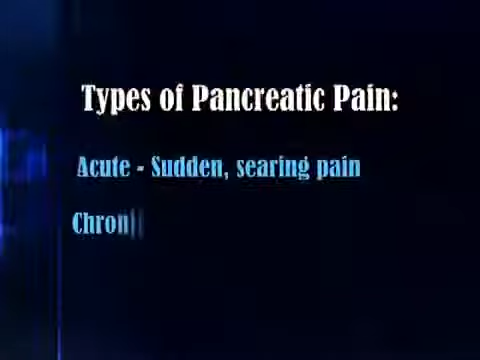 Types of Pancreatic Pain:
Acute - Sudden, searing pain
Chron